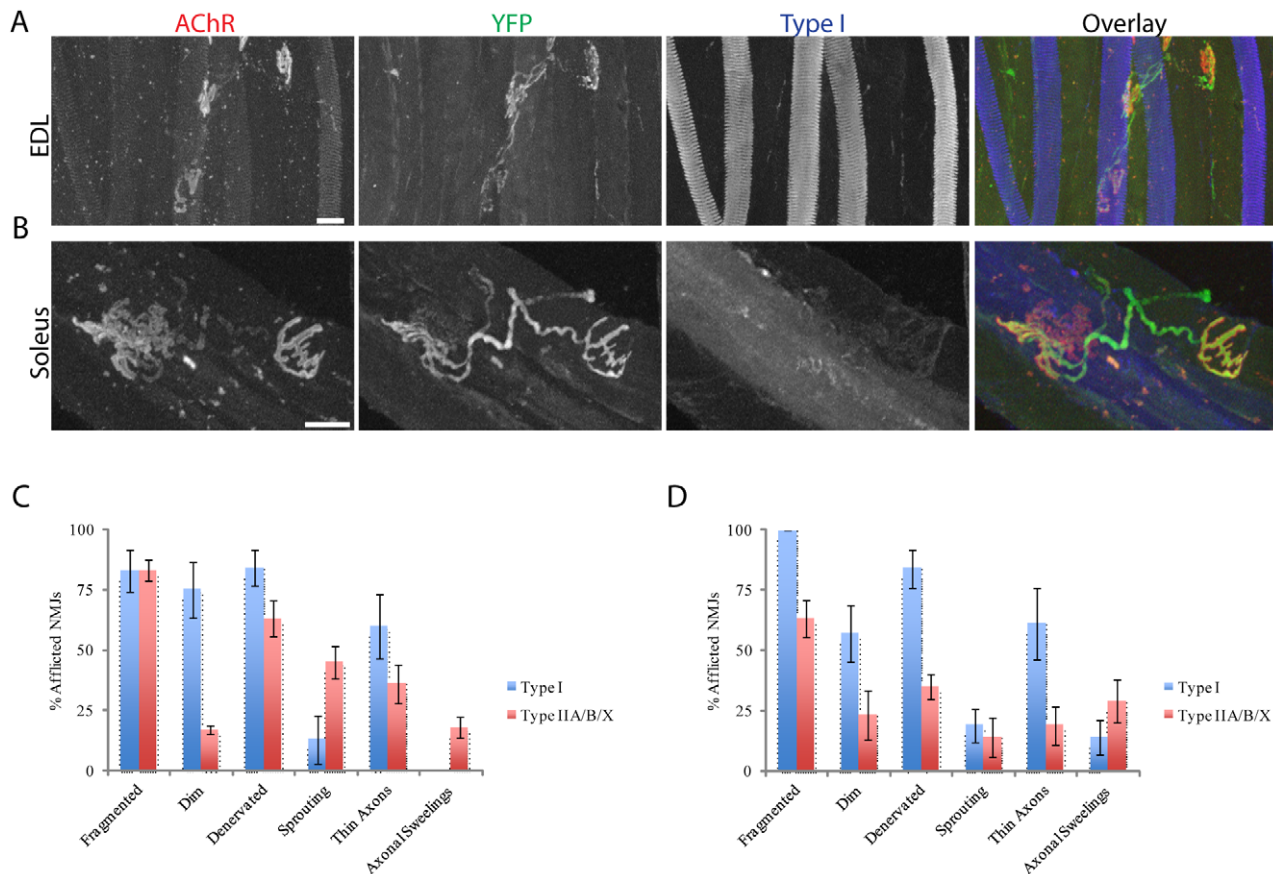 A
AChR
YFP
Type I
Overlay
EDL
B
Soleus
C
100
75
50
25
0
% Afflicted NMJs
Type I
Type IIA/B/X
Fragmented
Dim
Denervated
Sprouting
Thin Axons
Axonal Sweelings
D
100
75
50
25
0
% Afflicted NMJs
Type I
Type IIA/B/X
Fragmented
Dim
Denervated
Sprouting
Thin Axons
Axonal Sweelings